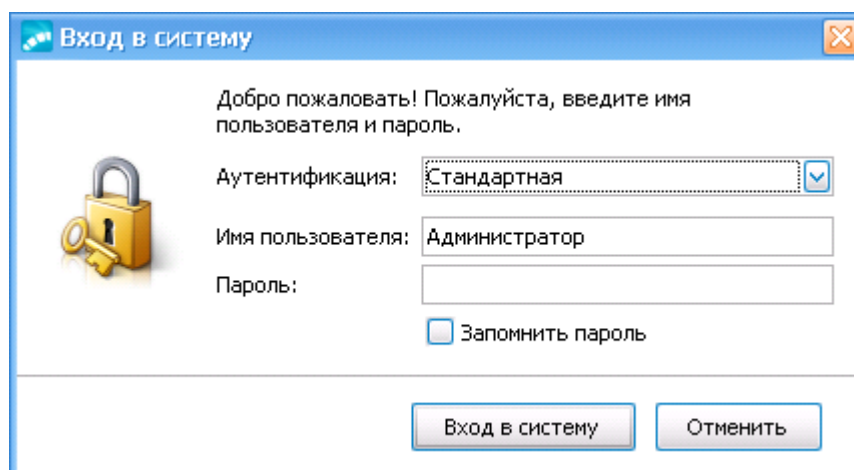 Вход в систему
Добро пожаловать! Пожалуйста, введите имя
пользователя и пароль.
Аутентификация: Стандартная
Имя пользователя: Администратор
Пароль:
Запомнить пароль
Вход в систему Отменить